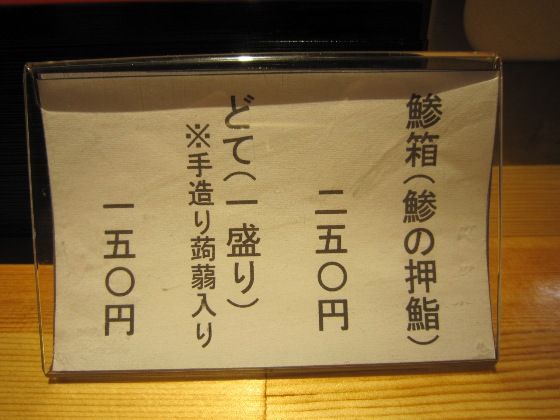 鯵箱(鯵の押鮨)
二五〇円
どて(一盛り)
※手造り蒟蒻入り
一五〇円